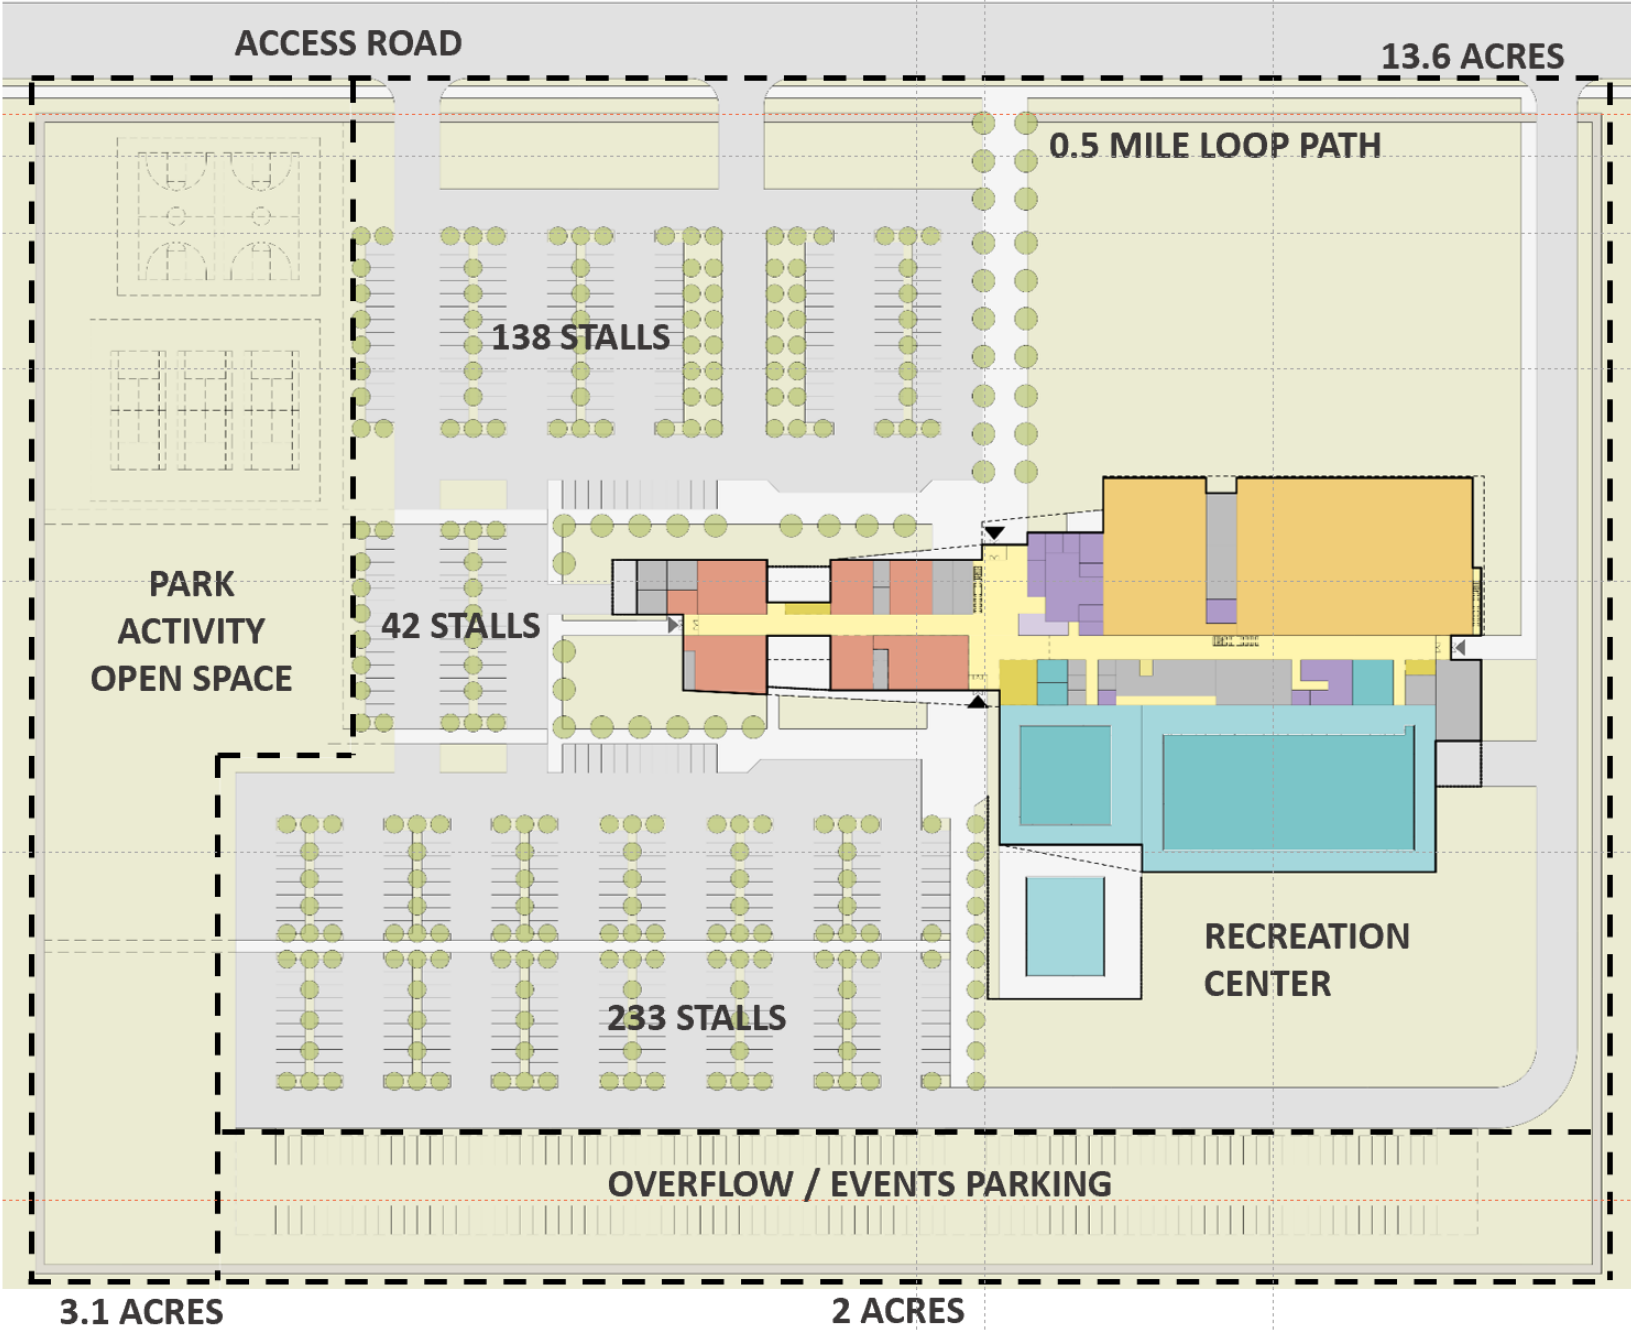 ACCESS ROAD
13.6 ACRES
0.5 MILE LOOP PATH
138 STALLS
PARK
ACTIVITY
OPEN SPACE
42 STALLS
RECREATION
CENTER
233 STALLS
OVERFLOW / EVENTS PARKING
3.1 ACRES
2 ACRES